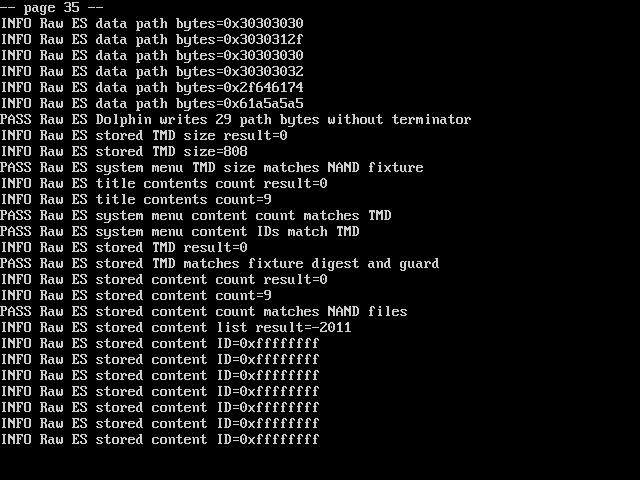 -- page 35 --
INFO Raw ES data path bytes=0x30303030
INFO Raw ES data path bytes=0x3030312f
INFO Raw ES data path bytes=0x30303030
INFO Raw ES data path bytes=0x30303032
INFO Raw ES data path bytes=0x2f646174
INFO Raw ES data path bytes=0x61a5a5a5
PASS Raw ES Dolphin writes 29 path bytes without terminator
INFO Raw ES stored TMD size result=0
INFO Raw ES stored TMD size=808
PASS Raw ES system menu TMD size matches NAND fixture
INFO Raw ES title contents count result=0
INFO Raw ES title contents count=9
PASS Raw ES system menu content count matches TMD
PASS Raw ES system menu content IDs match TMD
INFO Raw ES stored TMD result=0
PASS Raw ES stored TMD matches fixture digest and guard
INFO Raw ES stored content count result=0
INFO Raw ES stored content count=9
PASS Raw ES stored content count matches NAND files
INFO Raw ES stored content list result=-2011
INFO Raw ES stored content ID=0xffffffff
INFO Raw ES stored content ID=0xffffffff
INFO Raw ES stored content ID=0xffffffff
INFO Raw ES stored content ID=0xffffffff
INFO Raw ES stored content ID=0xffffffff
INFO Raw ES stored content ID=0xffffffff
INFO Raw ES stored content ID=0xffffffff